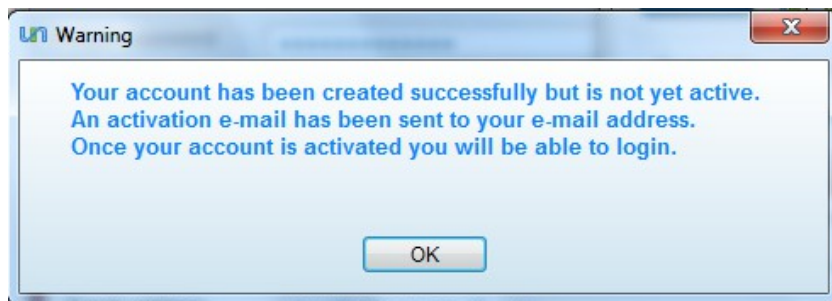 un Warning
Your account has been created successfully but is not yet active.
An activation e-mail has been sent to your e-mail address.
Once your account is activated you will be able to login.
OK